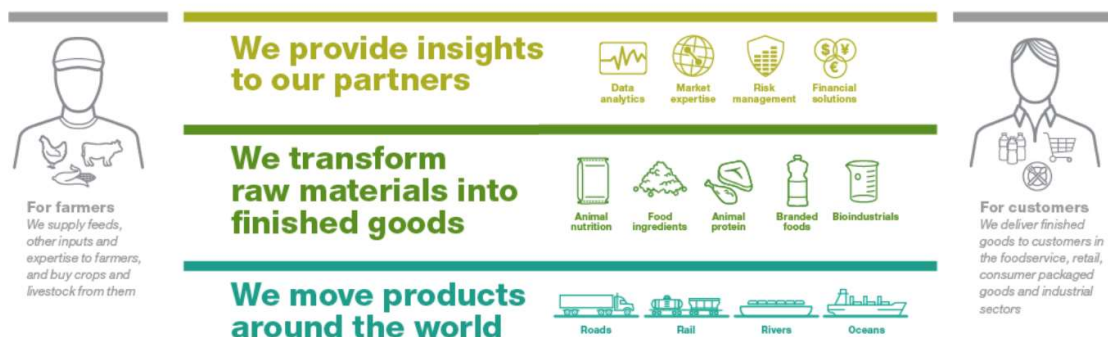 We provide insights
to our partners
Data
analytics
Market
expertise
Risk
management
Financial
solutions
We transform
raw materials into
finished goods
Animal
nutrition
Food
ingredients
Animal
protein
Branded
foods
Bioindustrials
We move products
around the world
Roads
Rail
Rivers
Oceans
For farmers
We supply feeds,
other inputs and
expertise to farmers,
and buy crops and
livestock from them
For customers
We deliver finished
goods to customers in
the foodservice, retail,
consumer packaged
goods and industrial
sectors
$ ¥
€